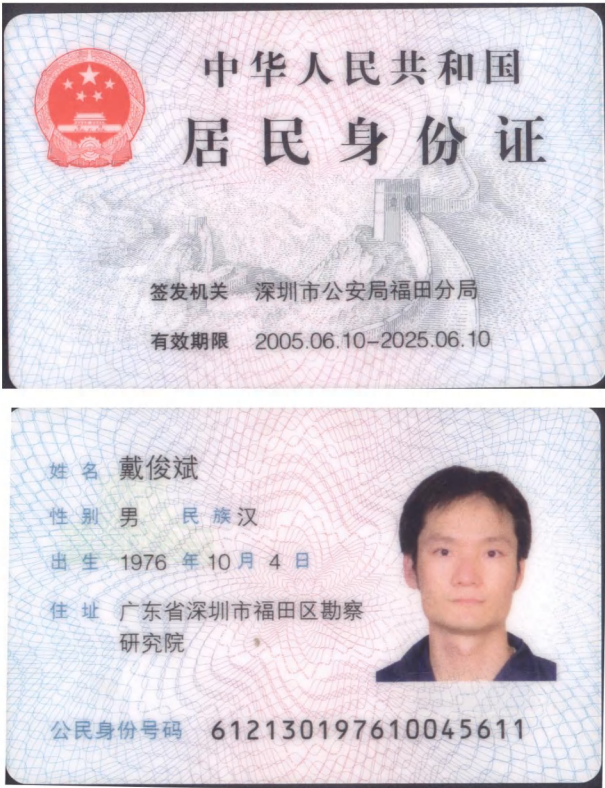 中华人民共和国
居民身份证
签发机关 深圳市公安局福田分局
有效期限 2005.06.10-2025.06.10
姓名 戴俊斌
性别 男 民族 汉
出生 1976 年 10 月 4 日
住址 广东省深圳市福田区勘察
研究院
公民身份号码 612130197610045611